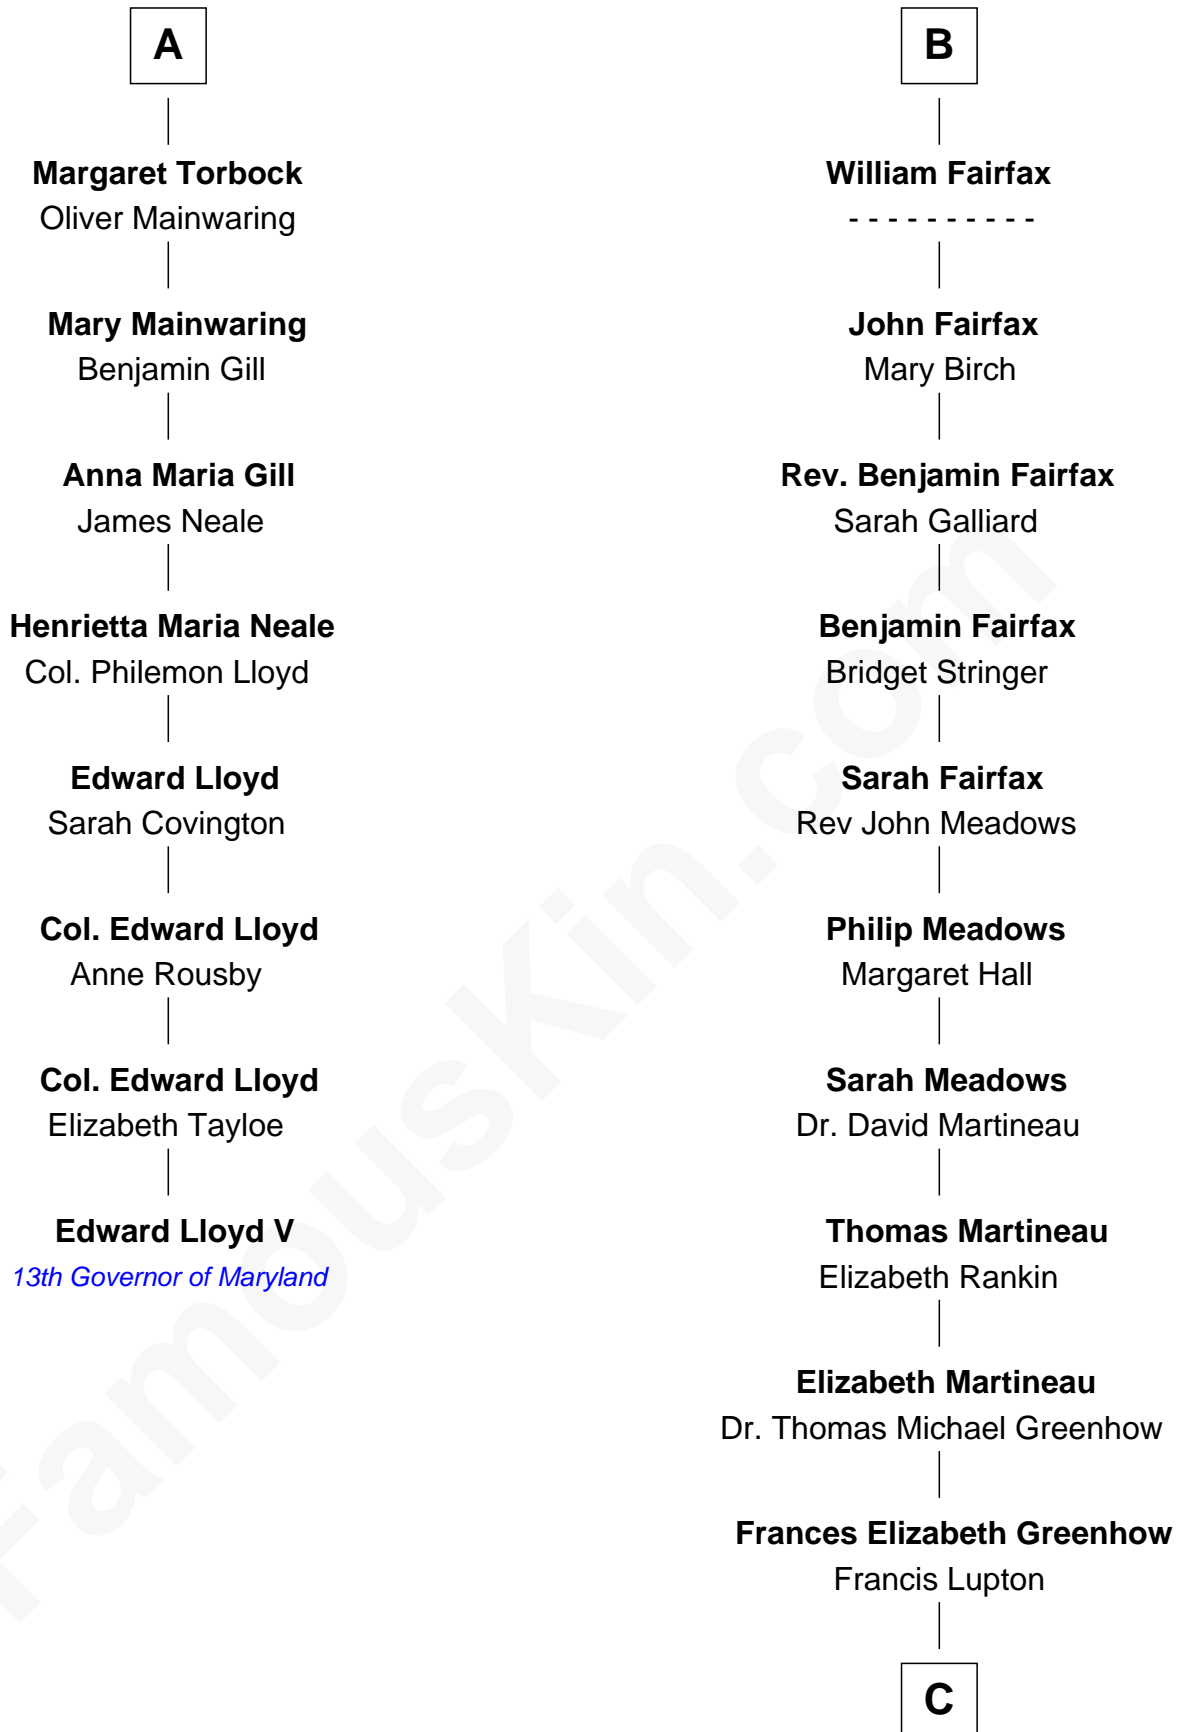 A
Margaret Torbock
Oliver Mainwaring
Mary Mainwaring
Benjamin Gill
Anna Maria Gill
James Neale
Henrietta Maria Neale
Col. Philemon Lloyd
Edward Lloyd
Sarah Covington
Col. Edward Lloyd
Anne Rousby
Col. Edward Lloyd
Elizabeth Tayloe
Edward Lloyd V
13th Governor of Maryland
B
William Fairfax
- - - - - - - - - -
John Fairfax
Mary Birch
Rev. Benjamin Fairfax
Sarah Galliard
Benjamin Fairfax
Bridget Stringer
Sarah Fairfax
Rev John Meadows
Philip Meadows
Margaret Hall
Sarah Meadows
Dr. David Martineau
Thomas Martineau
Elizabeth Rankin
Elizabeth Martineau
Dr. Thomas Michael Greenhow
Frances Elizabeth Greenhow
Francis Lupton
C
FamousKin.com